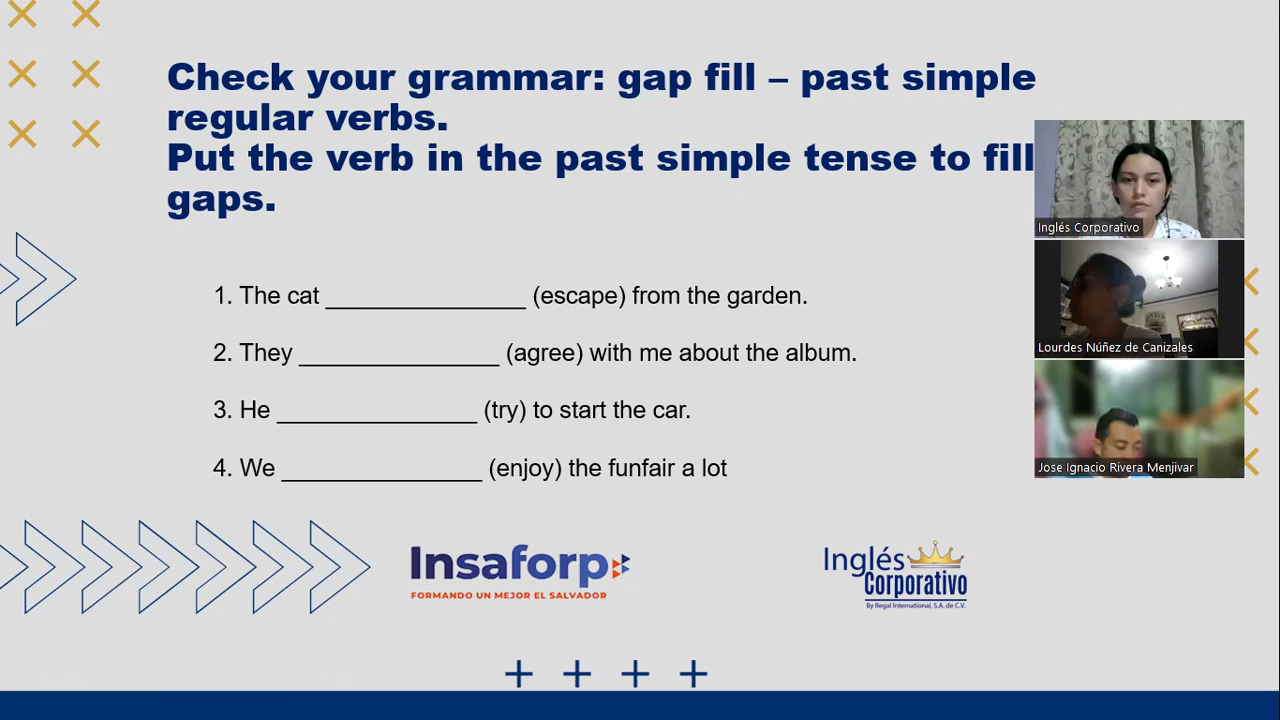 Check your grammar: gap fill – past simple
regular verbs.
Put the verb in the past simple tense to fill
gaps.
1. The cat _______________ (escape) from the garden.
2. They _______________ (agree) with me about the album.
3. He _______________ (try) to start the car.
4. We _______________ (enjoy) the funfair a lot
Inglés Corporativo
Lourdes Núñez de Canizales
Jose Ignacio Rivera Menjivar
Insaforp
FORMANDO UN MEJOR EL SALVADOR
Inglés
Corporativo
By Regal International, S.A. de C.V.